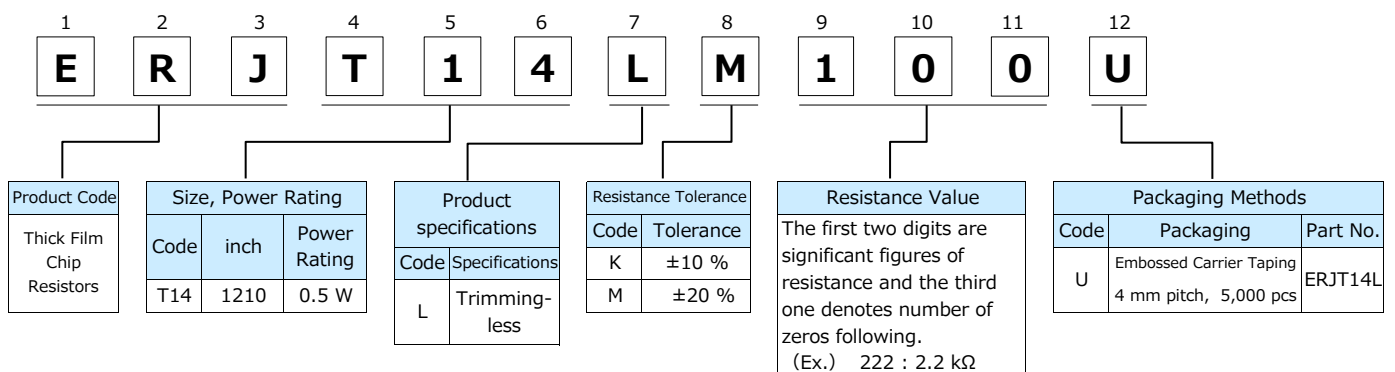 1 2 3 4 5 6 7 8 9 10 11 12
E R J T 1 4 L M 1 0 0 U
Product Code
Thick Film
Chip
Resistors
Size, Power Rating
Code inch Power
Rating
T14 1210 0.5 W
Product
specifications
Code Specifications
L Trimming-
less
Resistance Tolerance
Code Tolerance
K ±10 %
M ±20 %
Resistance Value
The first two digits are
significant figures of
resistance and the third
one denotes number of
zeros following.
(Ex.) 222 : 2.2 kΩ
Packaging Methods
Code Packaging Part No.
U Embossed Carrier Taping
4 mm pitch, 5,000 pcs ERJT14L